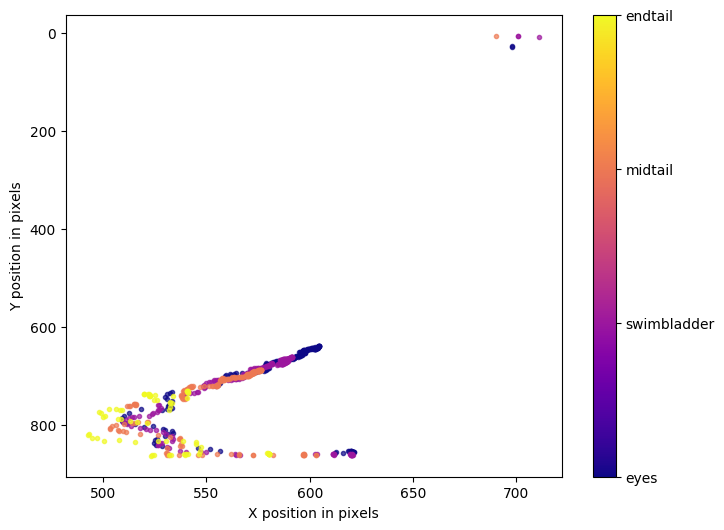 0
200
400
600
800
Y position in pixels
500
550
600
650
700
X position in pixels
endtail
midtail
swimbladder
eyes